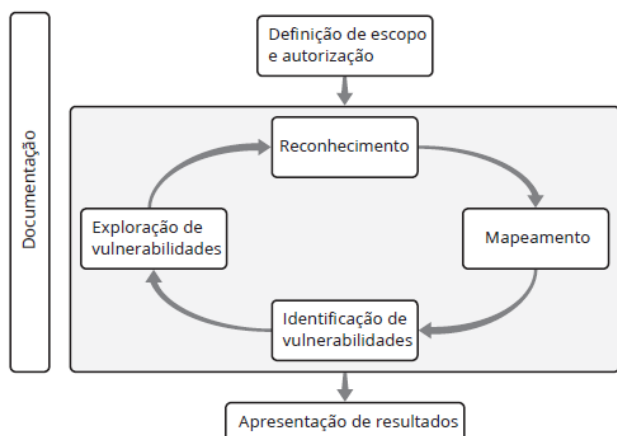 Definição de escopo
e autorização
Documentação
Reconhecimento
Mapeamento
Exploração de
vulnerabilidades
Identificação de
vulnerabilidades
Apresentação de resultados